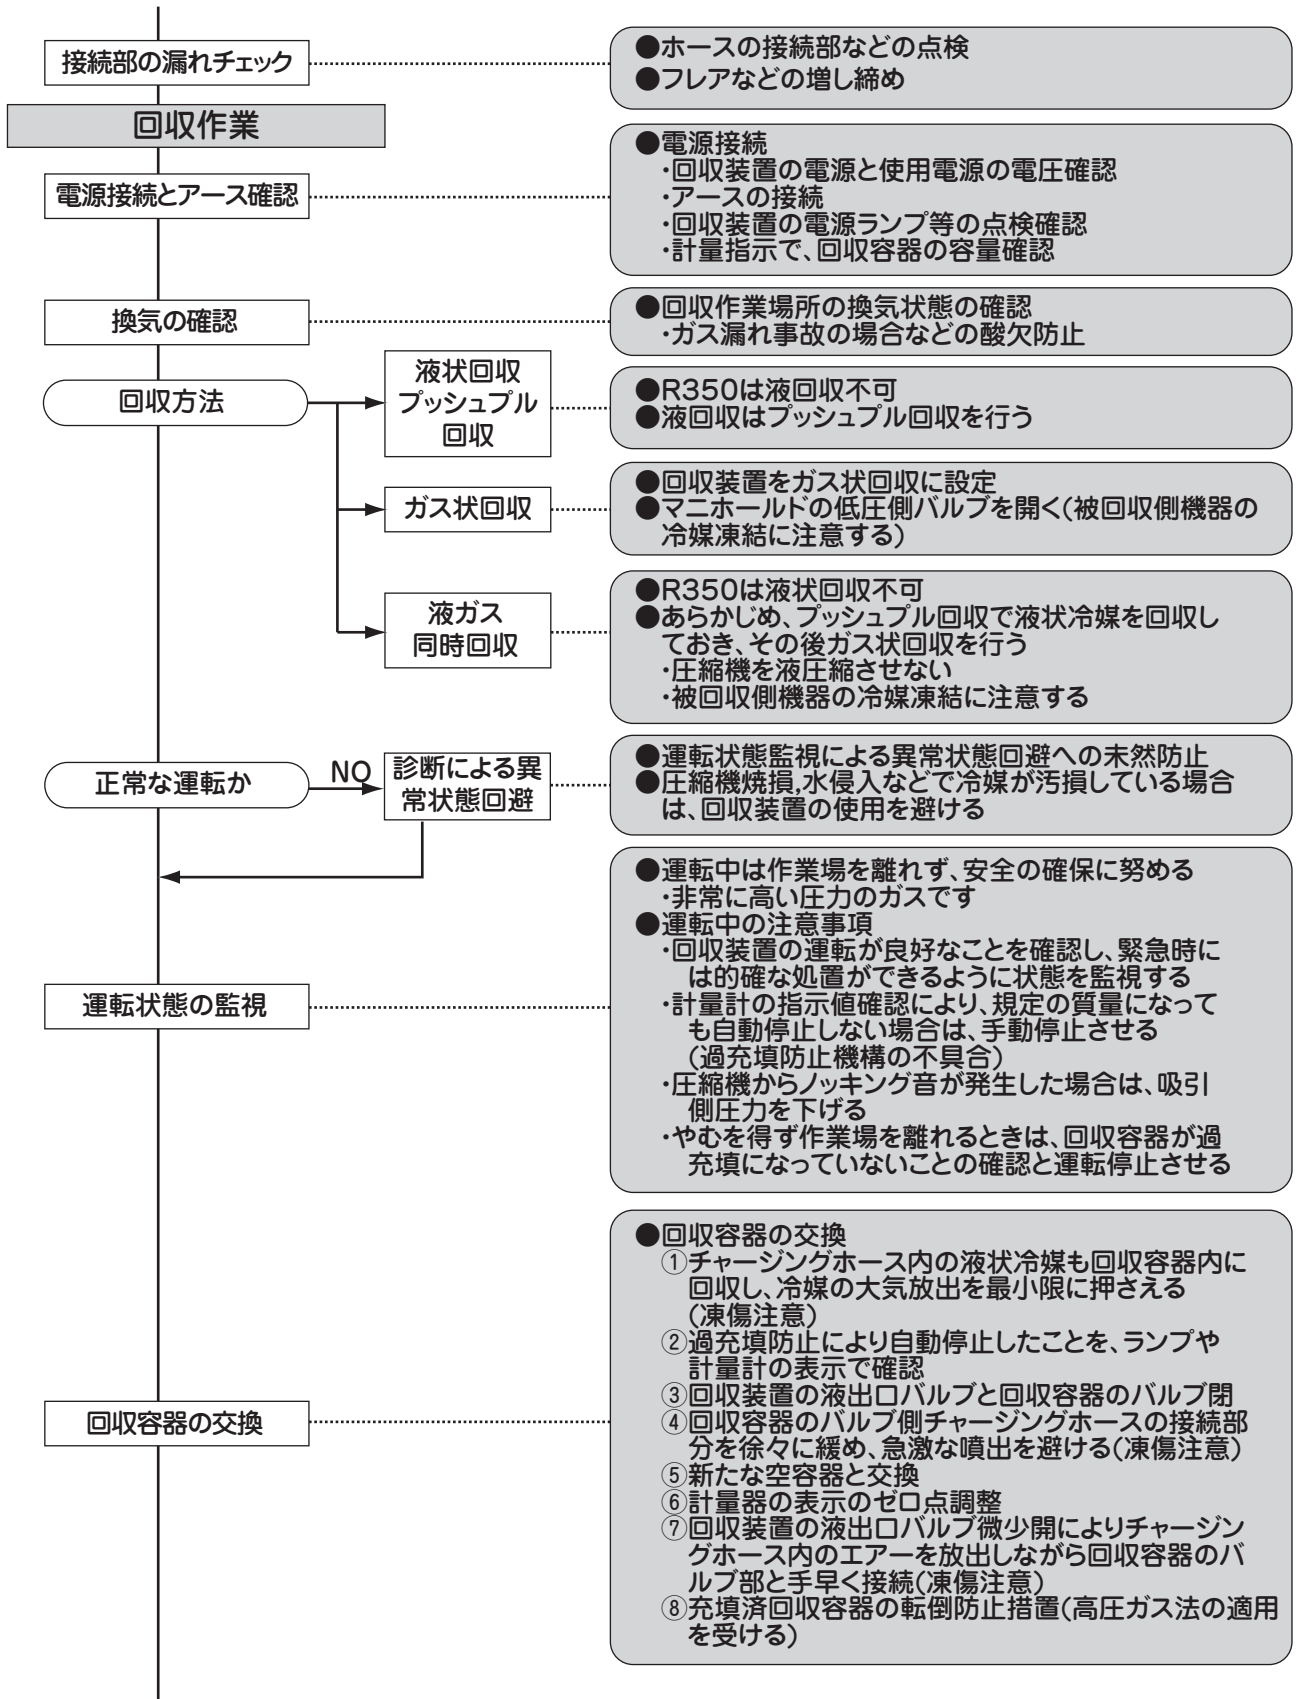 接続部の漏れチェック
●ホースの接続部などの点検
●フレアなどの増し締め
回収作業
電源接続とアース確認
●電源接続
・回収装置の電源と使用電源の電圧確認
・アースの接続
・回収装置の電源ランプ等の点検確認
・計量指示で、回収容器の容量確認
換気の確認
●回収作業場所の換気状態の確認
・ガス漏れ事故の場合などの酸欠防止
回収方法
液状回収
プッシュプル
回収
●R350は液回収不可
●液回収はプッシュプル回収を行う
ガス状回収
●回収装置をガス状回収に設定
●マニホールドの低圧側バルブを開く(被回収側機器の
冷媒凍結に注意する)
液ガス
同時回収
●R350は液状回収不可
●あらかじめ、プッシュプル回収で液状冷媒を回収し
ておき、その後ガス状回収を行う
・圧縮機を液圧縮させない
・被回収側機器の冷媒凍結に注意する
正常な運転か
NO
診断による異
常状態回避
●運転状態監視による異常状態回避への未然防止
●圧縮機焼損,水侵入などで冷媒が汚損している場合
は、回収装置の使用を避ける
運転状態の監視
●運転中は作業場を離れず、安全の確保に努める
・非常に高い圧力のガスです
●運転中の注意事項
・回収装置の運転が良好なことを確認し、緊急時に
は的確な処置ができるように状態を監視する
・計量計の指示値確認により、規定の質量になって
も自動停止しない場合は、手動停止させる
(過充填防止機構の不具合)
・圧縮機からノッキング音が発生した場合は、吸引
側圧力を下げる
・やむを得ず作業場を離れるときは、回収容器が過
充填になっていないことの確認と運転停止させる
回収容器の交換
●回収容器の交換
①チャージングホース内の液状冷媒も回収容器内に
回収し、冷媒の大気放出を最小限に押さえる
(凍傷注意)
②過充填防止により自動停止したことを、ランプや
計量計の表示で確認
③回収装置の液出口バルブと回収容器のバルブ閉
④回収容器のバルブ側チャージングホースの接続部
分を徐々に緩め、急激な噴出を避ける(凍傷注意)
⑤新たな空容器と交換
⑥計量器の表示のゼロ点調整
⑦回収装置の液出口バルブ微少開によりチャージン
グホース内のエアーを放出しながら回収容器のバ
ルブ部と手早く接続(凍傷注意)
⑧充填済回収容器の転倒防止措置(高圧ガス法の適用
を受ける)